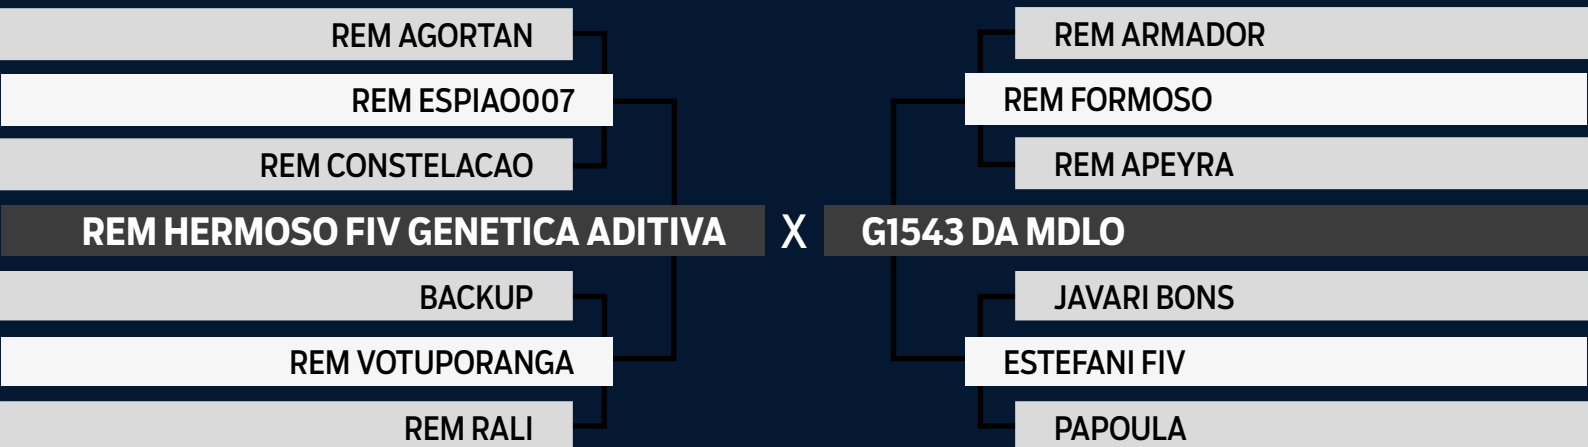 REM AGORTAN
REM ESPIAO007
REM CONSTELACAO
REM HERMOSO FIV GENETICA ADITIVA X G1543 DA MDLO
BACKUP
REM VOTUPORANGA
REM RALI
REM ARMADOR
REM FORMOSO
REM APEYRA
JAVARI BONS
ESTEFANI FIV
PAPOULA